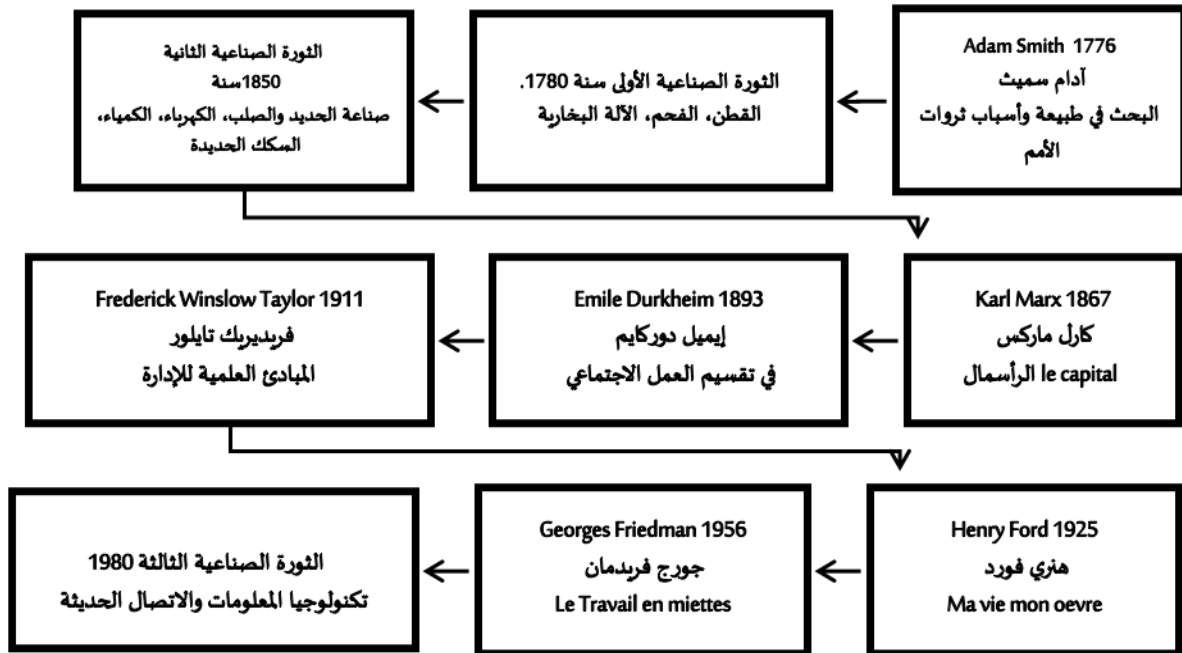 Adam Smith 1776
آدام سميث
البحث في طبيعة وأسباب ثروات
الأمم
الثورة الصناعية الأولى سنة 1780.
القطن، الفحم، الآلة البخارية
الثورة الصناعية الثانية
1850سنة
صناعة الحديد والصلب، الكهرباء، الكمياء،
السكك الحديدة
Karl Marx 1867
كارل ماركس
le capital الرأسمال
Emile Durkheim 1893
إيميل دوركايم
في تقسيم العمل الاجتماعي
Frederick Winslow Taylor 1911
فريديريك تايلور
المبادئ العلمية للإدارة
Henry Ford 1925
هنري فورد
Ma vie mon oevre
Georges Friedman 1956
جورج فريدمان
Le Travail en miettes
الثورة الصناعية الثالثة 1980
تكنولوجيا المعلومات والاتصال الحديثة